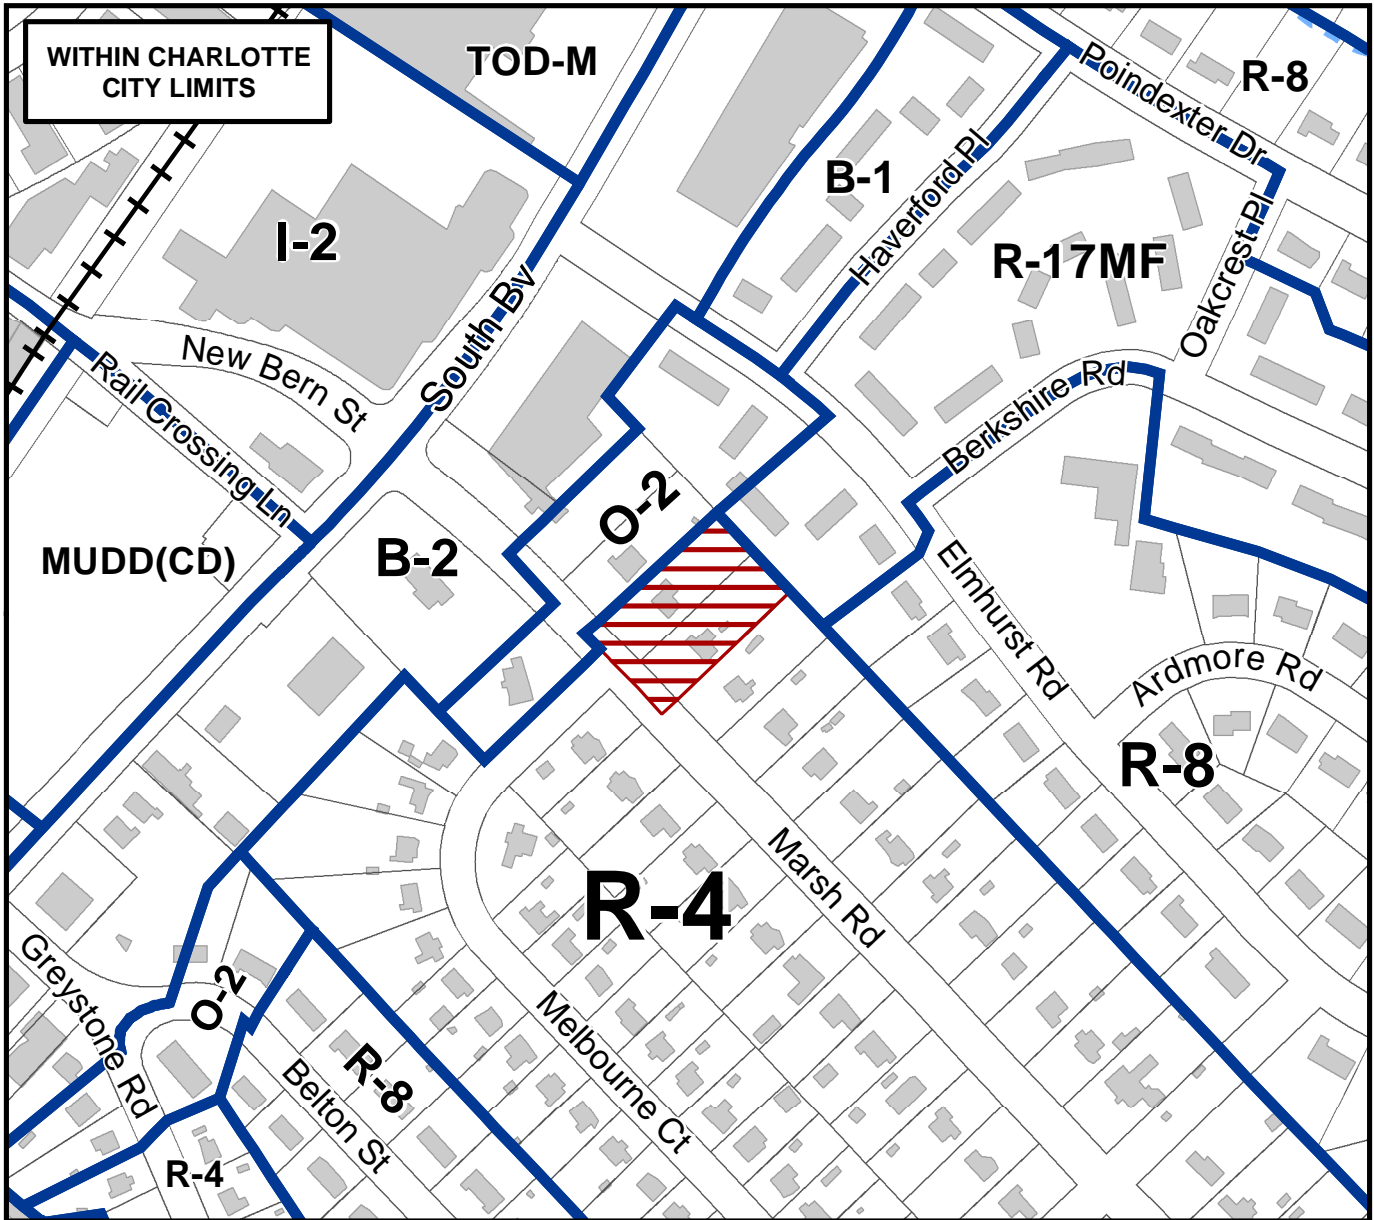 WITHIN CHARLOTTE
CITY LIMITS
TOD-M
R-8
Poindexter Dr
B-1
Haverford Pl
I-2
R-17MF
Oakcrest Pl
South Bv
New Bern St
Rail Crossing Ln
Berkshire Rd
O-2
B-2
MUDD(CD)
Elmhurst Rd
Ardmore Rd
R-8
Marsh Rd
R-4
Greystone Rd
O-2
Melbourne Ct
R-8
Belton St
R-4